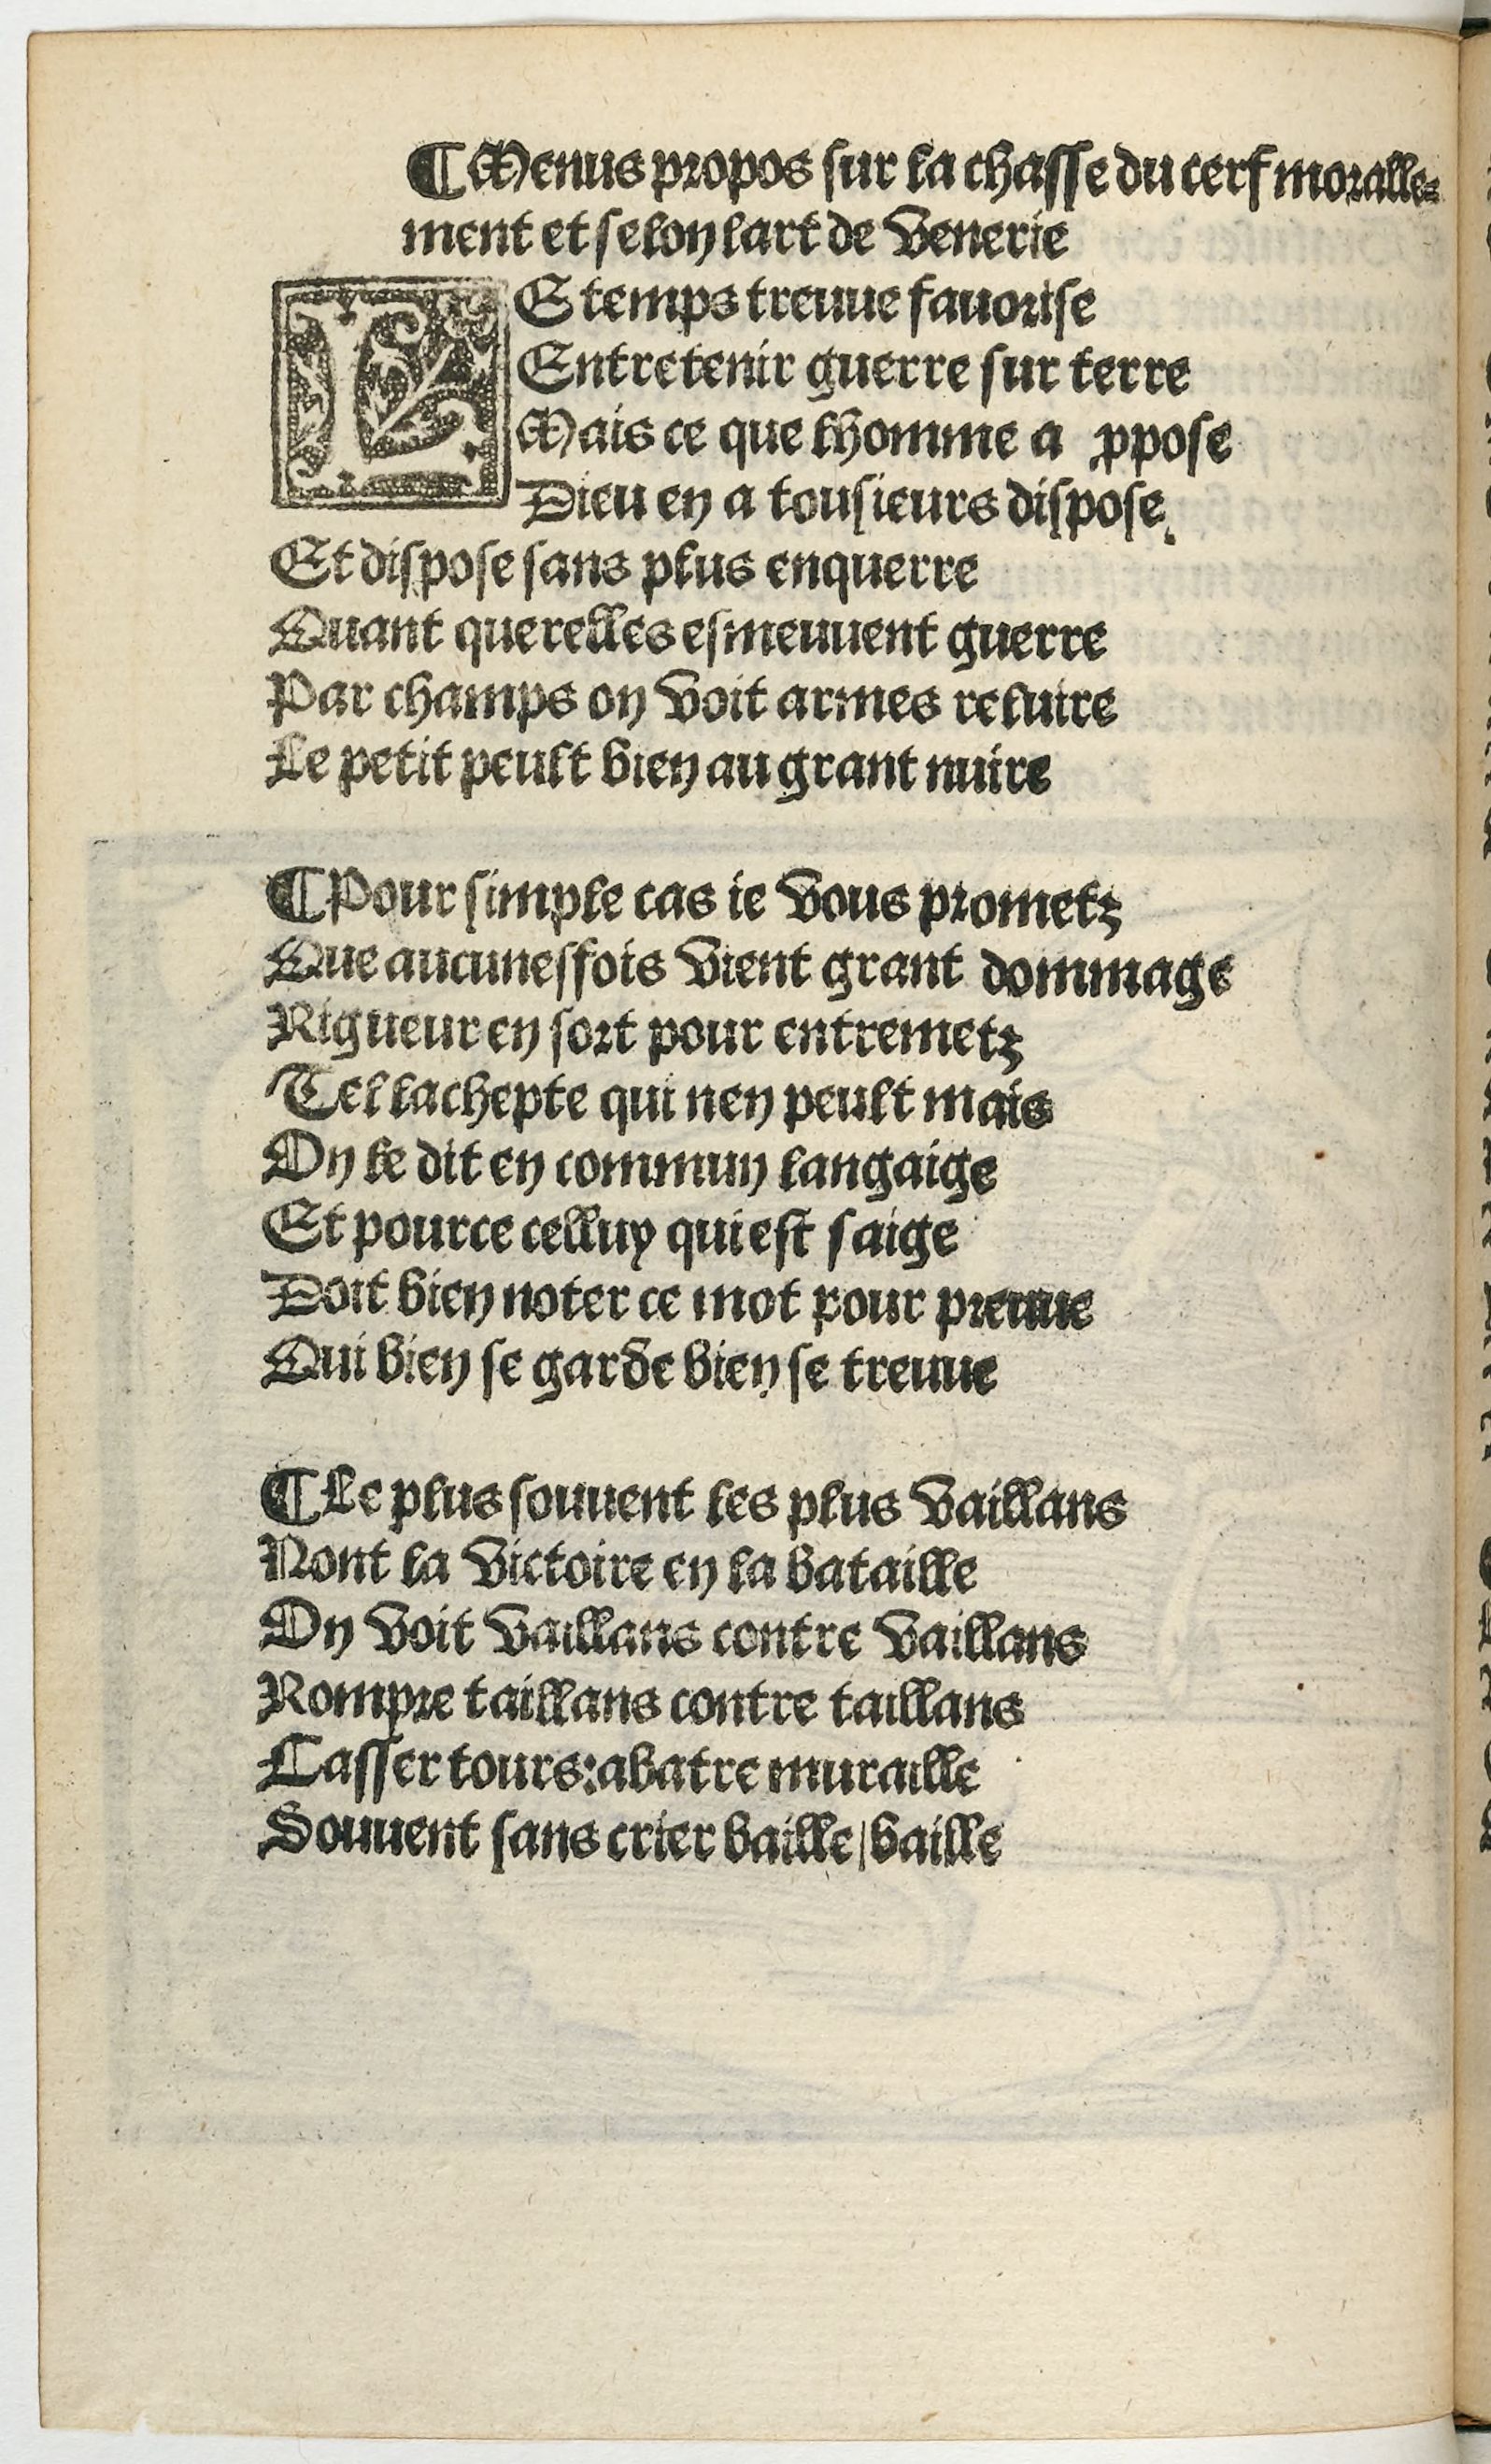 ¶ Menus propos sur la chasse du cerf moralle-
ment et selon lart de Venerie
LE temps treuue fauorise
Entretenir guerre sur terre
Mais ce que lhomme a ꝓpose
Dieu en a tousieurs dispose.
Et dispose sans plus enquerre
Quant querelles esmeuuent guerre
Par champs on voit armes reluire
Le petit peult bien au grant nuire
¶ Pour simple cas ie vous prometz
Que aucunesfois vient grant dommage
Rigueur en sort pour entremetz
Tel lachepte qui nen peult mais
On le dit en commun langaige
Et pource celluy qui est saige
Doit bien noter ce mot pour preuue
Qui bien se garde bien se treuue
¶ Le plus souuent les plus vaillans
Nont la victoire en la bataille
On voit vaillans contre vaillans
Rompre taillans contre taillans
Casser tours: abatre muraille
Souuent sans crier baille / baille